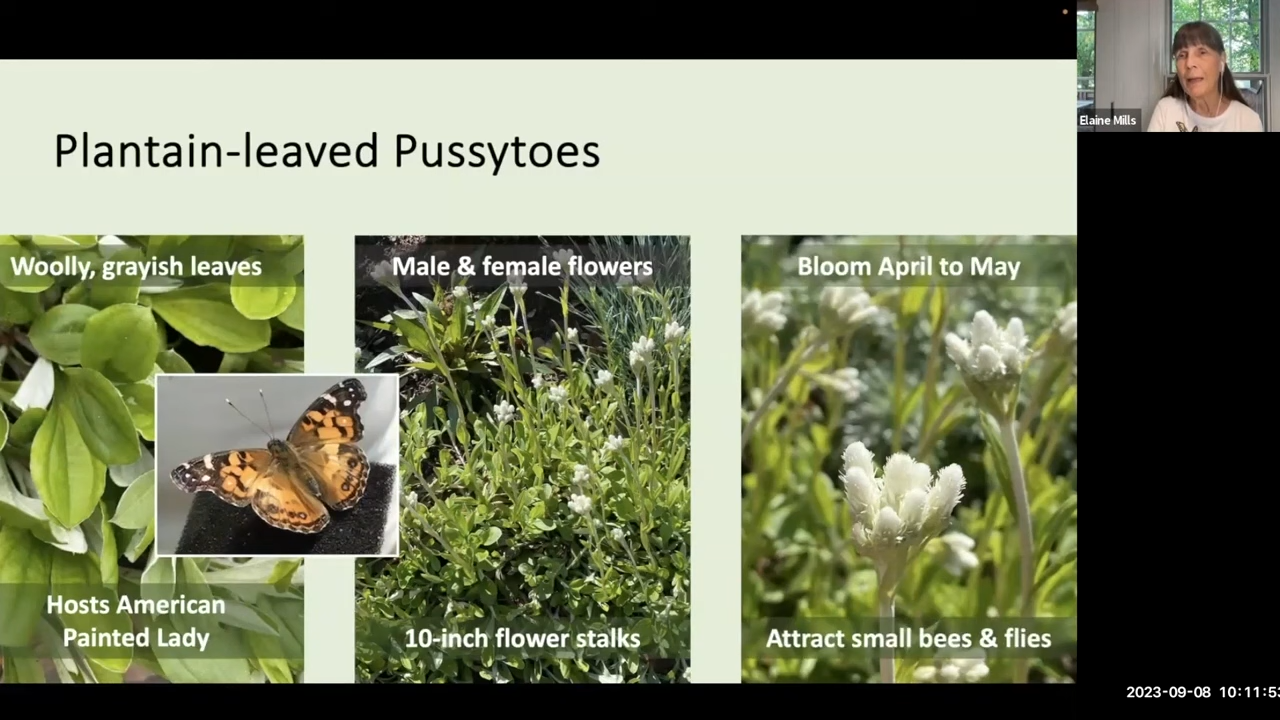 Plantain-leaved Pussytoes
Woolly, grayish leaves
Hosts American
Painted Lady
Male & female flowers
10-inch flower stalks
Bloom April to May
Attract small bees & flies
Elaine Mills
2023-09-08 10:11:53